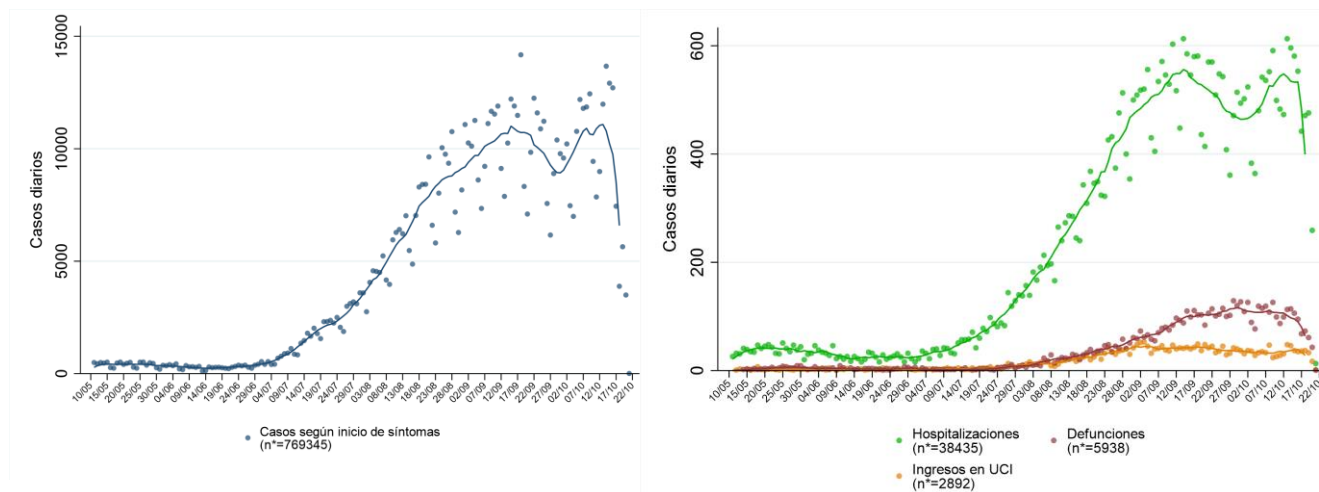 Casos diarios
15000
10000
5000
0
10/05 15/05 20/05 25/05 30/05 04/06 09/06 14/06 19/06 24/06 29/06 04/07 09/07 14/07 19/07 24/07 29/07 03/08 08/08 13/08 18/08 23/08 28/08 02/09 07/09 12/09 17/09 22/09 27/09 02/10 07/10 12/10 17/10 22/10
Casos según inicio de síntomas
(n*=769345)
Casos diarios
600
400
200
0
10/05 15/05 20/05 25/05 30/05 04/06 09/06 14/06 19/06 24/06 29/06 04/07 09/07 14/07 19/07 24/07 29/07 03/08 08/08 13/08 18/08 23/08 28/08 02/09 07/09 12/09 17/09 22/09 27/09 02/10 07/10 12/10 17/10 22/10
Hospitalizaciones
(n*=38435)
Defunciones
(n*=5938)
Ingresos en UCI
(n*=2892)